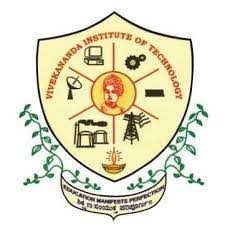 VIVEKANANDA INSTITUTE OF TECHNOLOGY
EDUCATION MANIFESTS PERFECTION